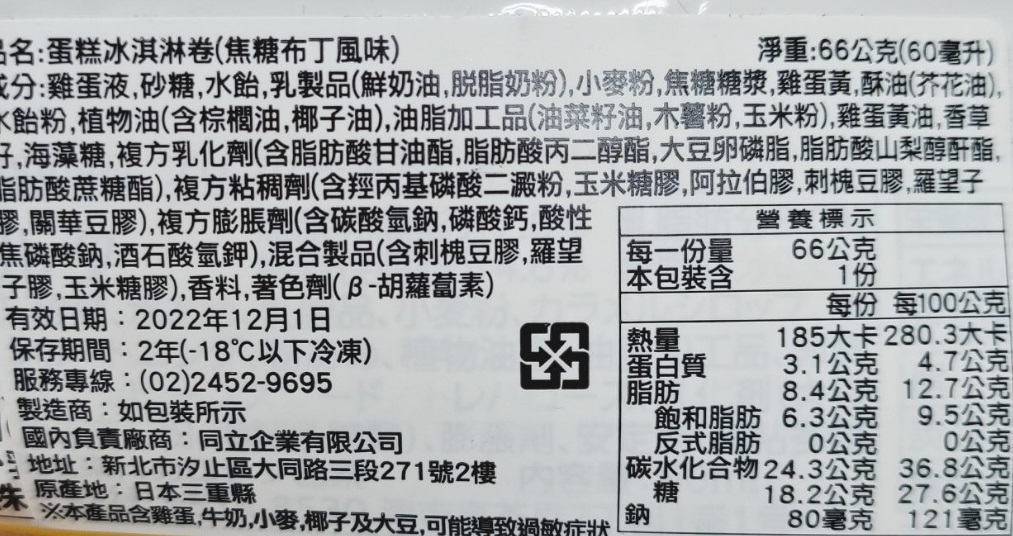 品名:蛋糕冰淇淋卷(焦糖布丁風味) 淨重:66公克(60毫升)
成分:雞蛋液,砂糖,水飴,乳製品(鮮奶油,脱脂奶粉),小麥粉,焦糖糖漿,雞蛋黃,酥油(芥花油),
水飴粉,植物油(含棕櫚油,椰子油),油脂加工品(油菜籽油,木薯粉,玉米粉),雞蛋黃油,香草
籽,海藻糖,複方乳化劑(含脂肪酸甘油酯,脂肪酸丙二醇酯,大豆卵磷脂,脂肪酸山梨醇酐酯,
脂肪酸蔗糖酯),複方粘稠劑(含羥丙基磷酸二澱粉,玉米糖膠,阿拉伯膠,刺槐豆膠,羅望子
膠,關華豆膠),複方膨脹劑(含碳酸氫鈉,磷酸鈣,酸性
焦磷酸鈉,酒石酸氫鉀),混合製品(含刺槐豆膠,羅望
子膠,玉米糖膠),香料,著色劑(β-胡蘿蔔素)
有效日期：2022年12月1日
保存期間：2年(-18℃以下冷凍)
服務專線：(02)2452-9695
製造商：如包裝所示
國內負責廠商：同立企業有限公司
地址：新北市汐止區大同路三段271號2樓
原產地：日本三重縣
※本產品含雞蛋,牛奶,小麥,椰子及大豆,可能導致過敏症狀
營養標示
每一份量 66公克
本包裝含 1份
每份 每100公克
熱量 185大卡 280.3大卡
蛋白質 3.1公克 4.7公克
脂肪 8.4公克 12.7公克
飽和脂肪 6.3公克 9.5公克
反式脂肪 0公克 0公克
碳水化合物 24.3公克 36.8公克
糖 18.2公克 27.6公克
鈉 80毫克 121毫克